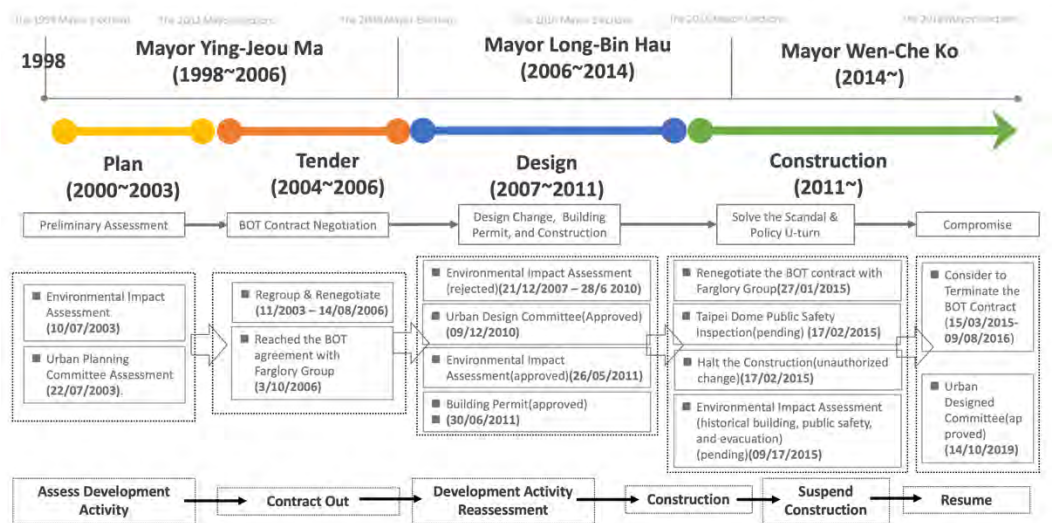 1998
Mayor Ying-Jeou Ma
(1998~2006)
Mayor Long-Bin Hau
(2006~2014)
Mayor Wen-Che Ko
(2014~)
Plan
(2000~2003)
Tender
(2004~2006)
Design
(2007~2011)
Construction
(2011~)
Preliminary Assessment
BOT Contract Negotiation
Design Change, Building
Permit, and Construction
Solve the Scandal &
Policy U-turn
Compromise
Environmental Impact
Assessment
(10/07/2003)
Urban Planning
Committee Assessment
(22/07/2003).
Regroup & Renegotiate
(11/2003 – 14/08/2006)
Reached the BOT
agreement with
Farglory Group
(3/10/2006)
Environmental Impact Assessment
(rejected)(21/12/2007 – 28/6 2010)
Urban Design Committee(Approved)
(09/12/2010)
Environmental Impact
Assessment(approved)(26/05/2011)
Building Permit(approved)
(30/06/2011)
Renegotiate the BOT contract with
Farglory Group(27/01/2015)
Taipei Dome Public Safety
Inspection(pending) (17/02/2015)
Halt the Construction(unauthorized
change)(17/02/2015)
Environmental Impact Assessment
(historical building, public safety,
and evacuation)
(pending)(09/17/2015)
Consider to
Terminate the
BOT Contract
(15/03/2015-
09/08/2016)
Urban
Designed
Committee(ap
proved)
(14/10/2019)
Assess Development
Activity
Contract Out
Development Activity
Reassessment
Construction
Suspend
Construction
Resume